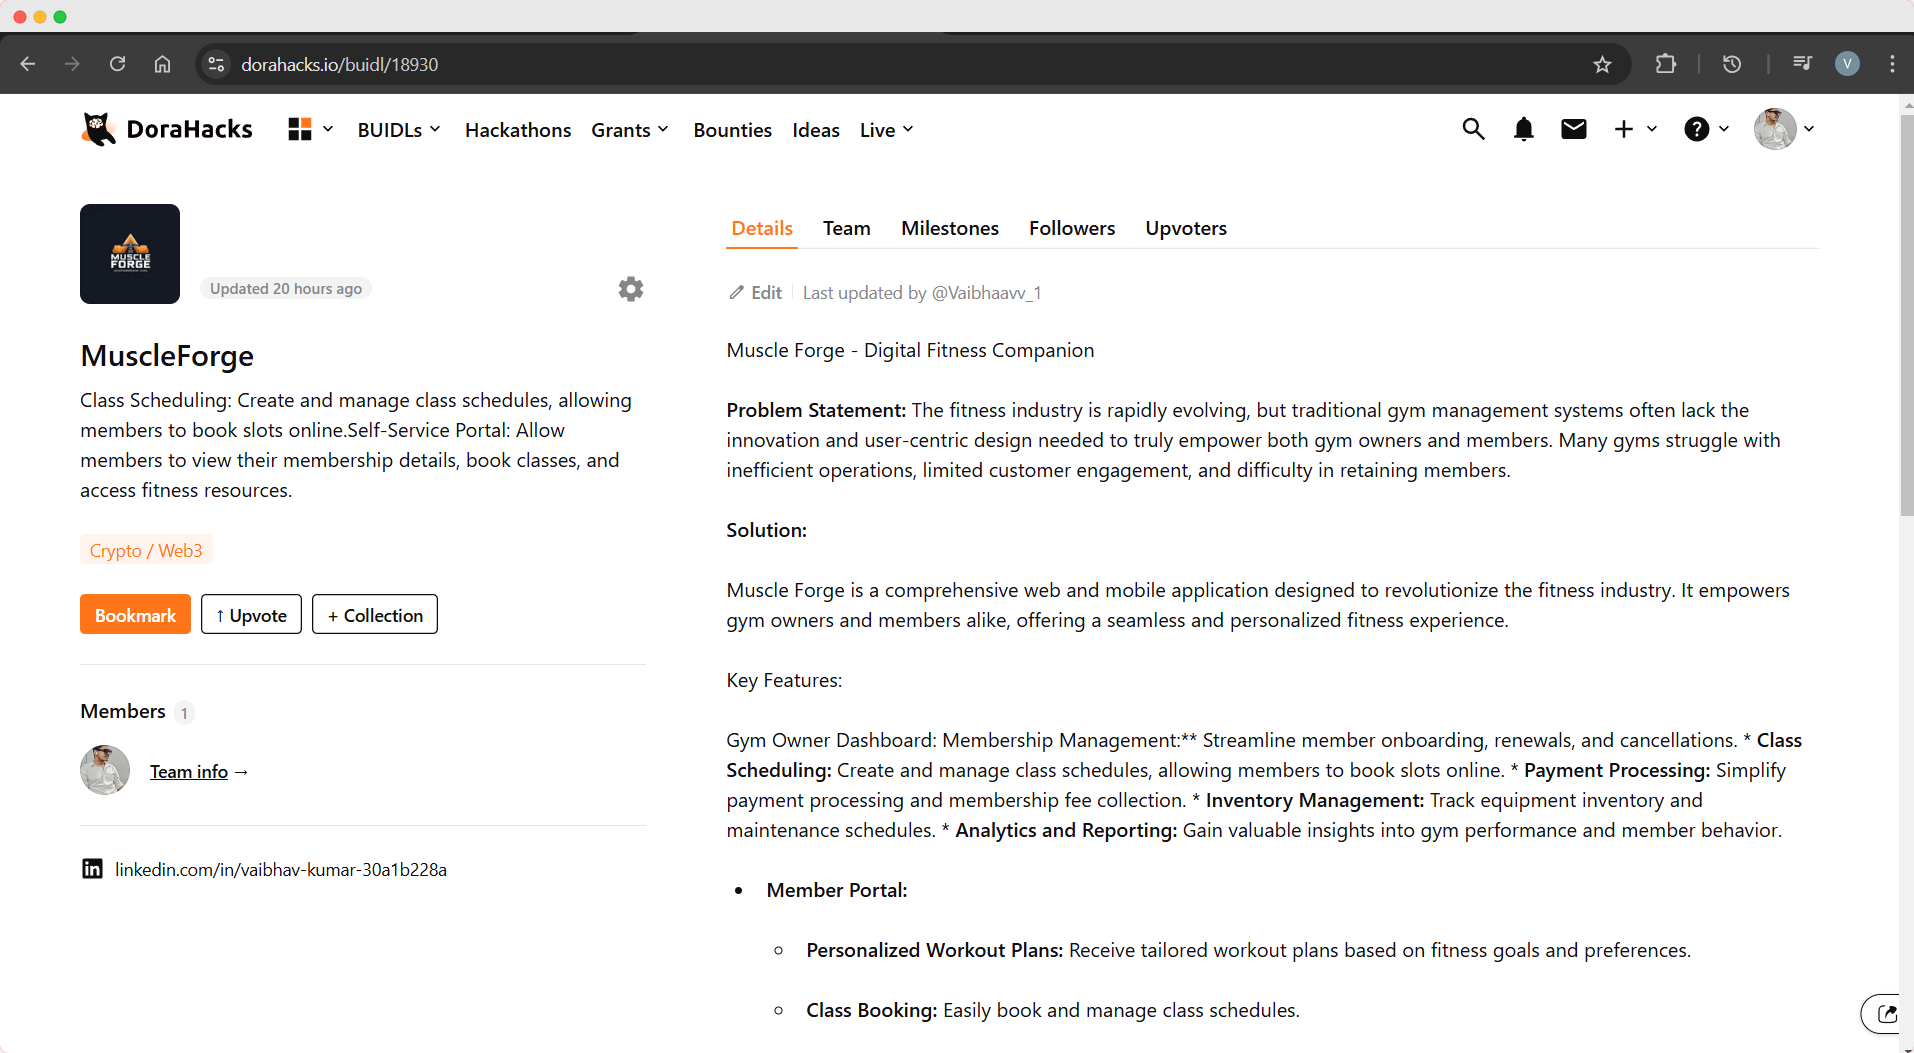 dorahacks.io/buidl/18930
V
DoraHacks
BUIDLs
Hackathons
Grants
Bounties
Ideas
Live
MUSCLE
FORGE
Updated 20 hours ago
MuscleForge
Class Scheduling: Create and manage class schedules, allowing
members to book slots online.Self-Service Portal: Allow
members to view their membership details, book classes, and
access fitness resources.
Crypto / Web3
Bookmark
↑ Upvote
+ Collection
Members 1
Team info →
linkedin.com/in/vaibhav-kumar-30a1b228a
Details
Team
Milestones
Followers
Upvoters
Edit
Last updated by @Vaibhaavv_1
Muscle Forge - Digital Fitness Companion
Problem Statement: The fitness industry is rapidly evolving, but traditional gym management systems often lack the
innovation and user-centric design needed to truly empower both gym owners and members. Many gyms struggle with
inefficient operations, limited customer engagement, and difficulty in retaining members.
Solution:
Muscle Forge is a comprehensive web and mobile application designed to revolutionize the fitness industry. It empowers
gym owners and members alike, offering a seamless and personalized fitness experience.
Key Features:
Gym Owner Dashboard: Membership Management:** Streamline member onboarding, renewals, and cancellations. * Class
Scheduling: Create and manage class schedules, allowing members to book slots online. * Payment Processing: Simplify
payment processing and membership fee collection. * Inventory Management: Track equipment inventory and
maintenance schedules. * Analytics and Reporting: Gain valuable insights into gym performance and member behavior.
• Member Portal:
◦ Personalized Workout Plans: Receive tailored workout plans based on fitness goals and preferences.
◦ Class Booking: Easily book and manage class schedules.